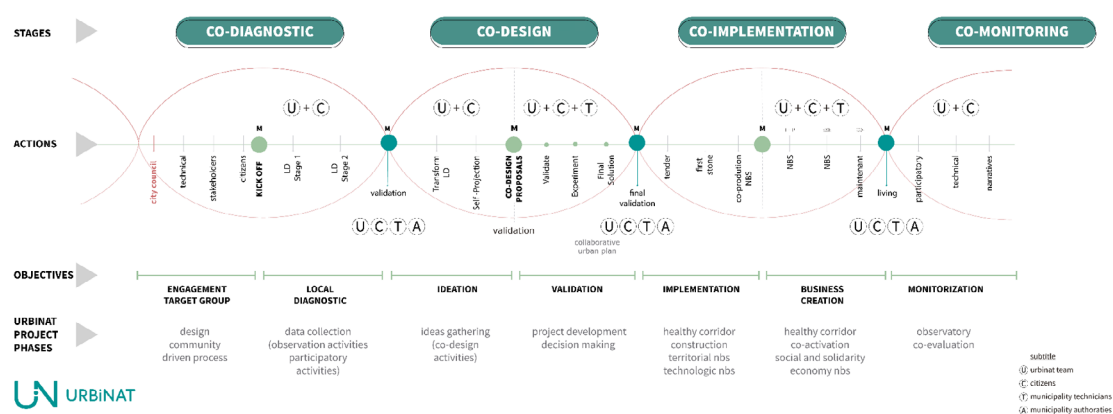 STAGES
CO-DIAGNOSTIC
CO-DESIGN
CO-IMPLEMENTATION
CO-MONITORING
U + C
U + C
U + C + T
U + C + T
U + C
ACTIONS
M
M
M
M
M
M
city council
technical
stakeholders
citizens
KICK OFF
LD
Stage 1
LD
Stage 2
validation
Transform
LD
Self-Projection
CO-DESIGN
PROPOSALS
Validate
Experiment
Final
Solution
final
validation
tender
first
stone
co-prodution
NBS
NBS
NBS
maintenant
living
participatory
technical
narratives
U C T A
validation
U C T A
collaborative
urban plan
U C T A
OBJECTIVES
ENGAGEMENT
TARGET GROUP
LOCAL
DIAGNOSTIC
IDEATION
VALIDATION
IMPLEMENTATION
BUSINESS
CREATION
MONITORIZATION
URBINAT
PROJECT
PHASES
design
community
driven process
data collection
(observation activities
participatory
activities)
ideas gathering
(co-design
activities)
project development
decision making
healthy corridor
construction
territorial nbs
technologic nbs
healthy corridor
co-activation
social and solidarity
economy nbs
observatory
co-evaluation
subtitle
U urbinat team
C citizens
T municipality technicians
A municipality authoraties
UN URBiNAT